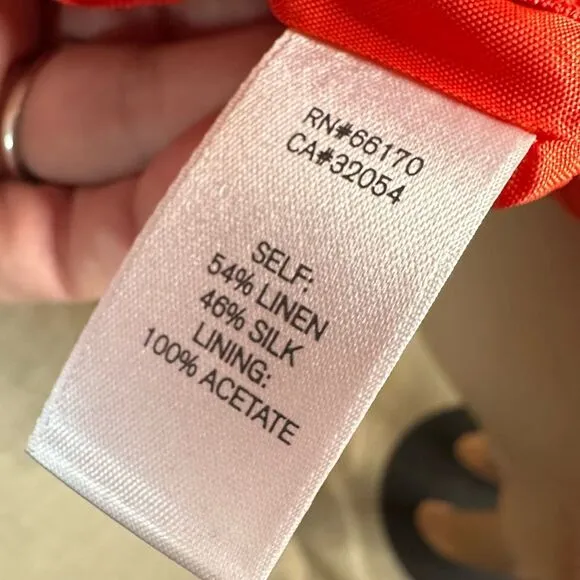 RN#66170
CA#32054
SELF:
54% LINEN
46% SILK
LINING:
100% ACETATE